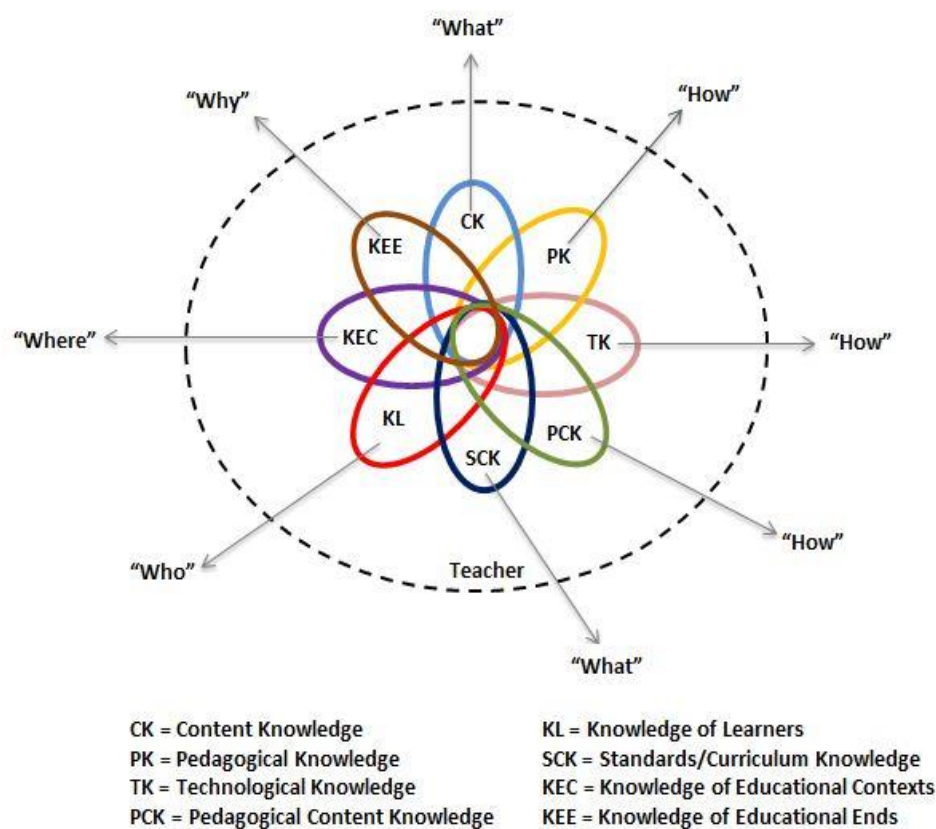 “What”
“Why”
“How”
CK
KEE
PK
“Where”
KEC
TK
“How”
KL
PCK
SCK
“How”
“Who”
Teacher
“What”
CK = Content Knowledge
PK = Pedagogical Knowledge
TK = Technological Knowledge
PCK = Pedagogical Content Knowledge
KL = Knowledge of Learners
SCK = Standards/Curriculum Knowledge
KEC = Knowledge of Educational Contexts
KEE = Knowledge of Educational Ends